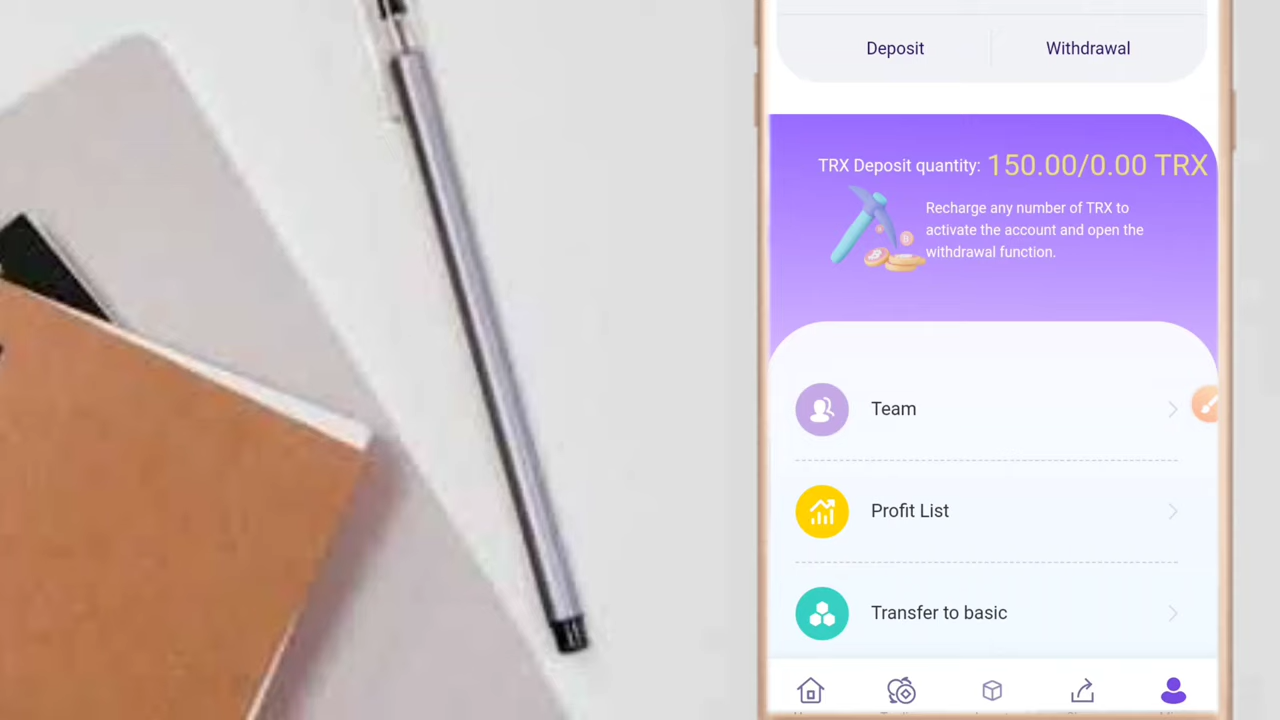 Deposit
Withdrawal
TRX Deposit quantity: 150.00/0.00 TRX
Recharge any number of TRX to
activate the account and open the
withdrawal function.
Team
Profit List
Transfer to basic